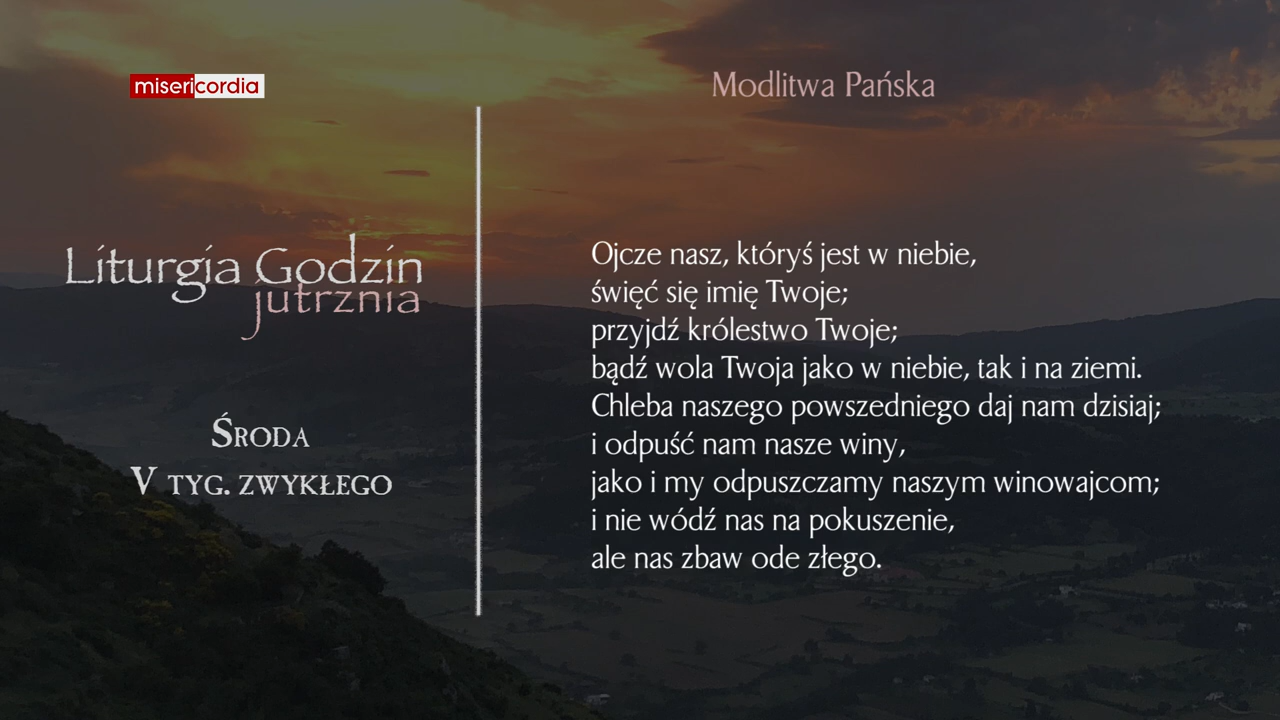 misericordia
Liturgia Godzin
jutrznia
Środa
V tyg. zwykłego
Modlitwa Pańska
Ojcze nasz, któryś jest w niebie,
święć się imię Twoje;
przyjdź królestwo Twoje;
bądź wola Twoja jako w niebie, tak i na ziemi.
Chleba naszego powszedniego daj nam dzisiaj;
i odpuść nam nasze winy,
jako i my odpuszczamy naszym winowajcom;
i nie wódź nas na pokuszenie,
ale nas zbaw ode złego.